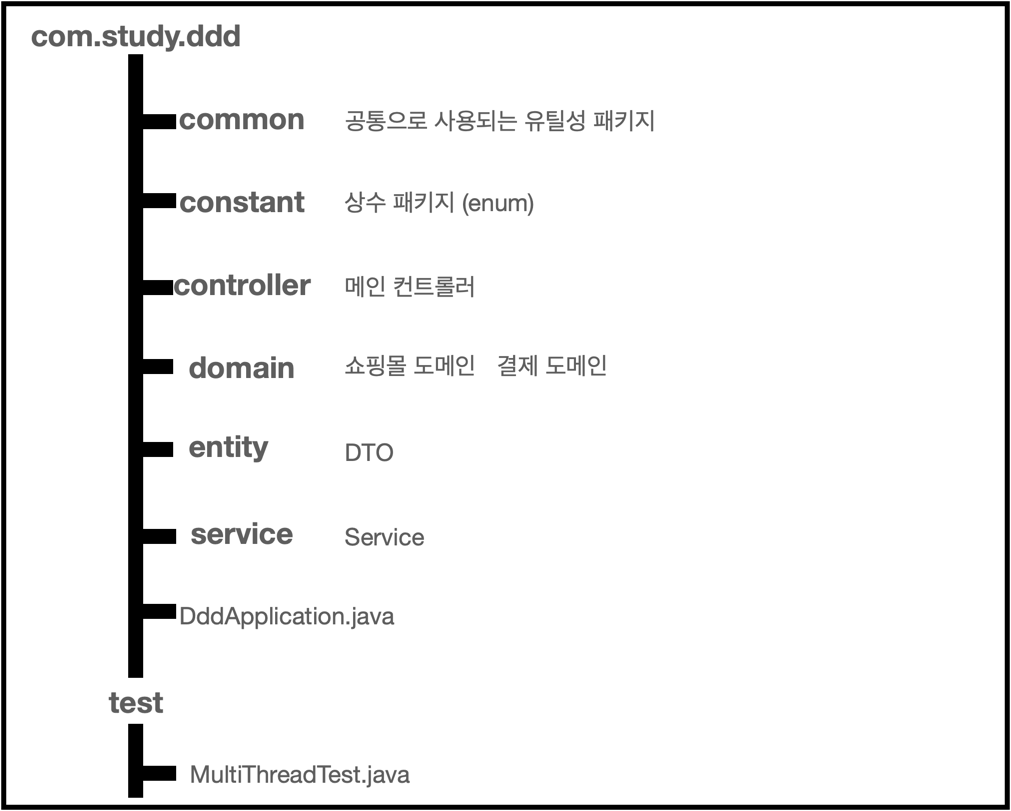 com.study.ddd
common 공통으로 사용되는 유틸성 패키지
constant 상수 패키지 (enum)
controller 메인 컨트롤러
domain 쇼핑몰 도메인 결제 도메인
entity DTO
service Service
DddApplication.java
test
MultiThreadTest.java